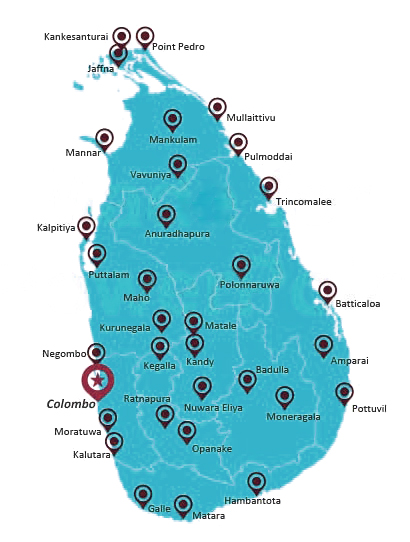 Kankesanturai
Point Pedro
Jaffna
Mullaittivu
Mankulam
Mannar
Pulmoddai
Vavuniya
Trincomalee
Kalpitiya
Anuradhapura
Puttalam
Polonnaruwa
Maho
Batticaloa
Kurunegala
Matale
Negombo
Kegalla
Kandy
Amparai
Badulla
Colombo
Ratnapura
Nuwara Eliya
Pottuvil
Moneragala
Moratuwa
Opanake
Kalutara
Hambantota
Galle
Matara